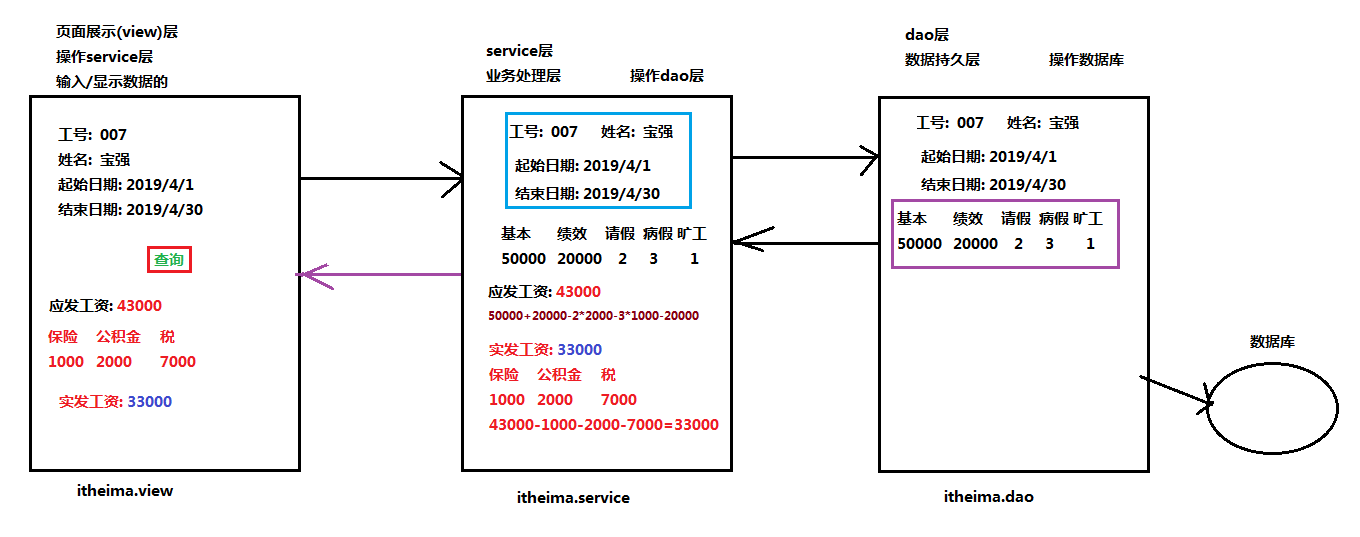 页面展示(view)层
操作service层
输入/显示数据的
工号: 007
姓名: 宝强
起始日期: 2019/4/1
结束日期: 2019/4/30
查询
应发工资: 43000
保险 公积金 税
1000 2000 7000
实发工资: 33000
itheima.view
service层
业务处理层 操作dao层
工号: 007 姓名: 宝强
起始日期: 2019/4/1
结束日期: 2019/4/30
基本 绩效 请假 病假 旷工
50000 20000 2 3 1
应发工资: 43000
50000+20000-2*2000-3*1000-20000
实发工资: 33000
保险 公积金 税
1000 2000 7000
43000-1000-2000-7000=33000
itheima.service
dao层
数据持久层 操作数据库
工号: 007 姓名: 宝强
起始日期: 2019/4/1
结束日期: 2019/4/30
基本 绩效 请假 病假 旷工
50000 20000 2 3 1
itheima.dao
数据库